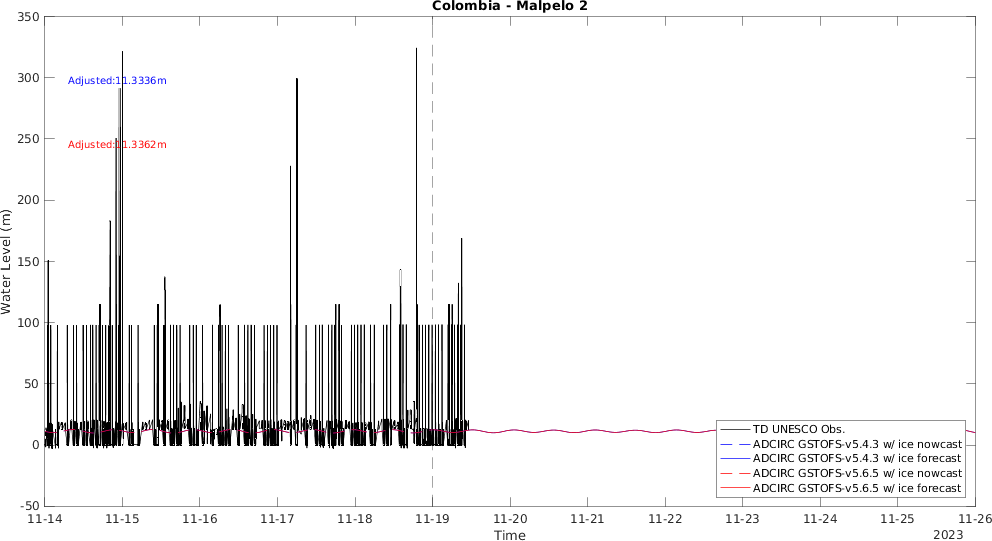 Colombia - Malpelo 2
350
300
250
200
150
100
50
0
-50
Water Level (m)
Adjusted:11.3336m
Adjusted:11.3362m
TD UNESCO Obs.
ADCIRC GSTOFS-v5.4.3 w/ ice nowcast
ADCIRC GSTOFS-v5.4.3 w/ ice forecast
ADCIRC GSTOFS-v5.6.5 w/ ice nowcast
ADCIRC GSTOFS-v5.6.5 w/ ice forecast
11-14 11-15 11-16 11-17 11-18 11-19 11-20 11-21 11-22 11-23 11-24 11-25 11-26
Time
2023